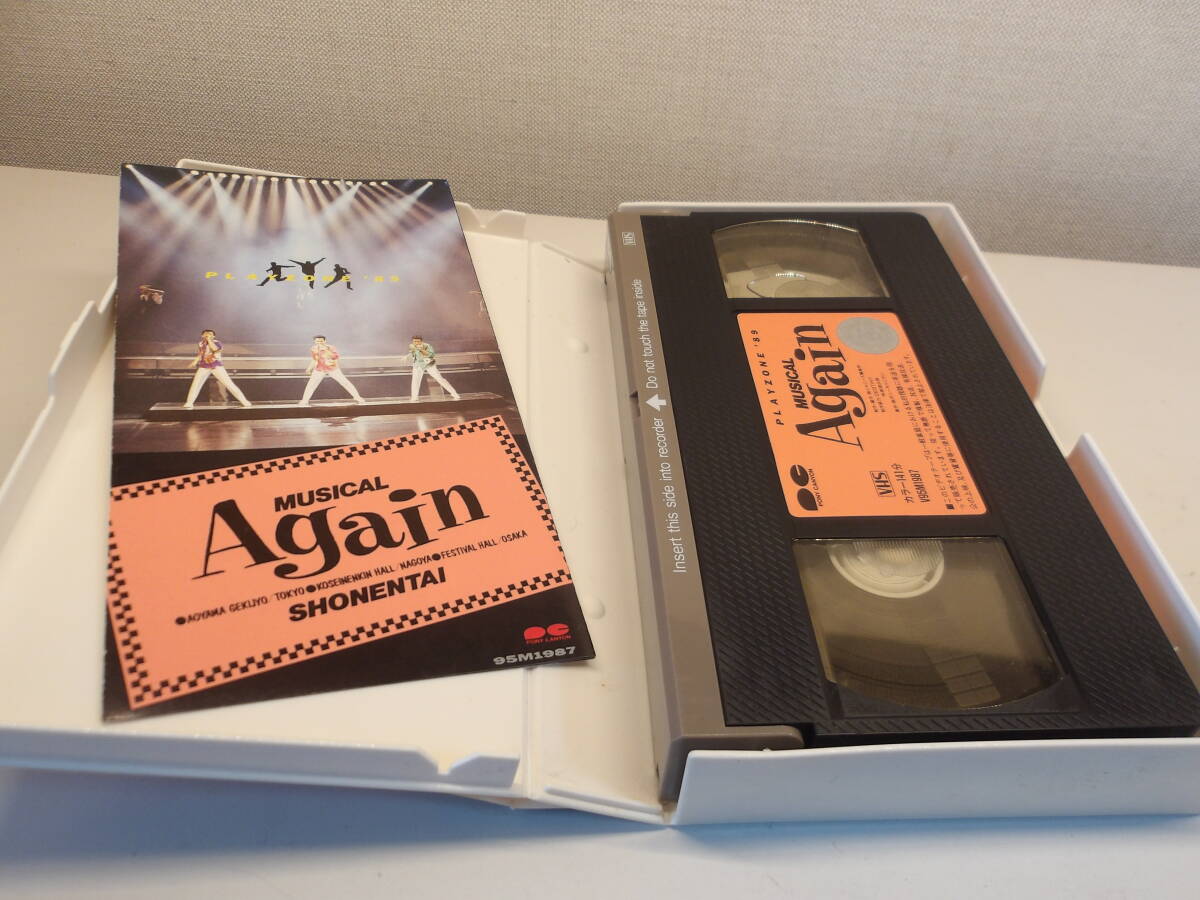 PLAYZONE '89
MUSICAL
Again
●AOYAMA GEKIJYO/TOKYO ●KOSEINENKIN HALL/NAGOYA ●FESTIVAL HALL/OSAKA
SHONENTAI
PONY CANYON
95M1987
VHS
Insert this side into recorder
Do not touch the tape inside
PLAYZONE '89
MUSICAL
Again
PONY CANYON
VHS
カラー141分
V95M1987